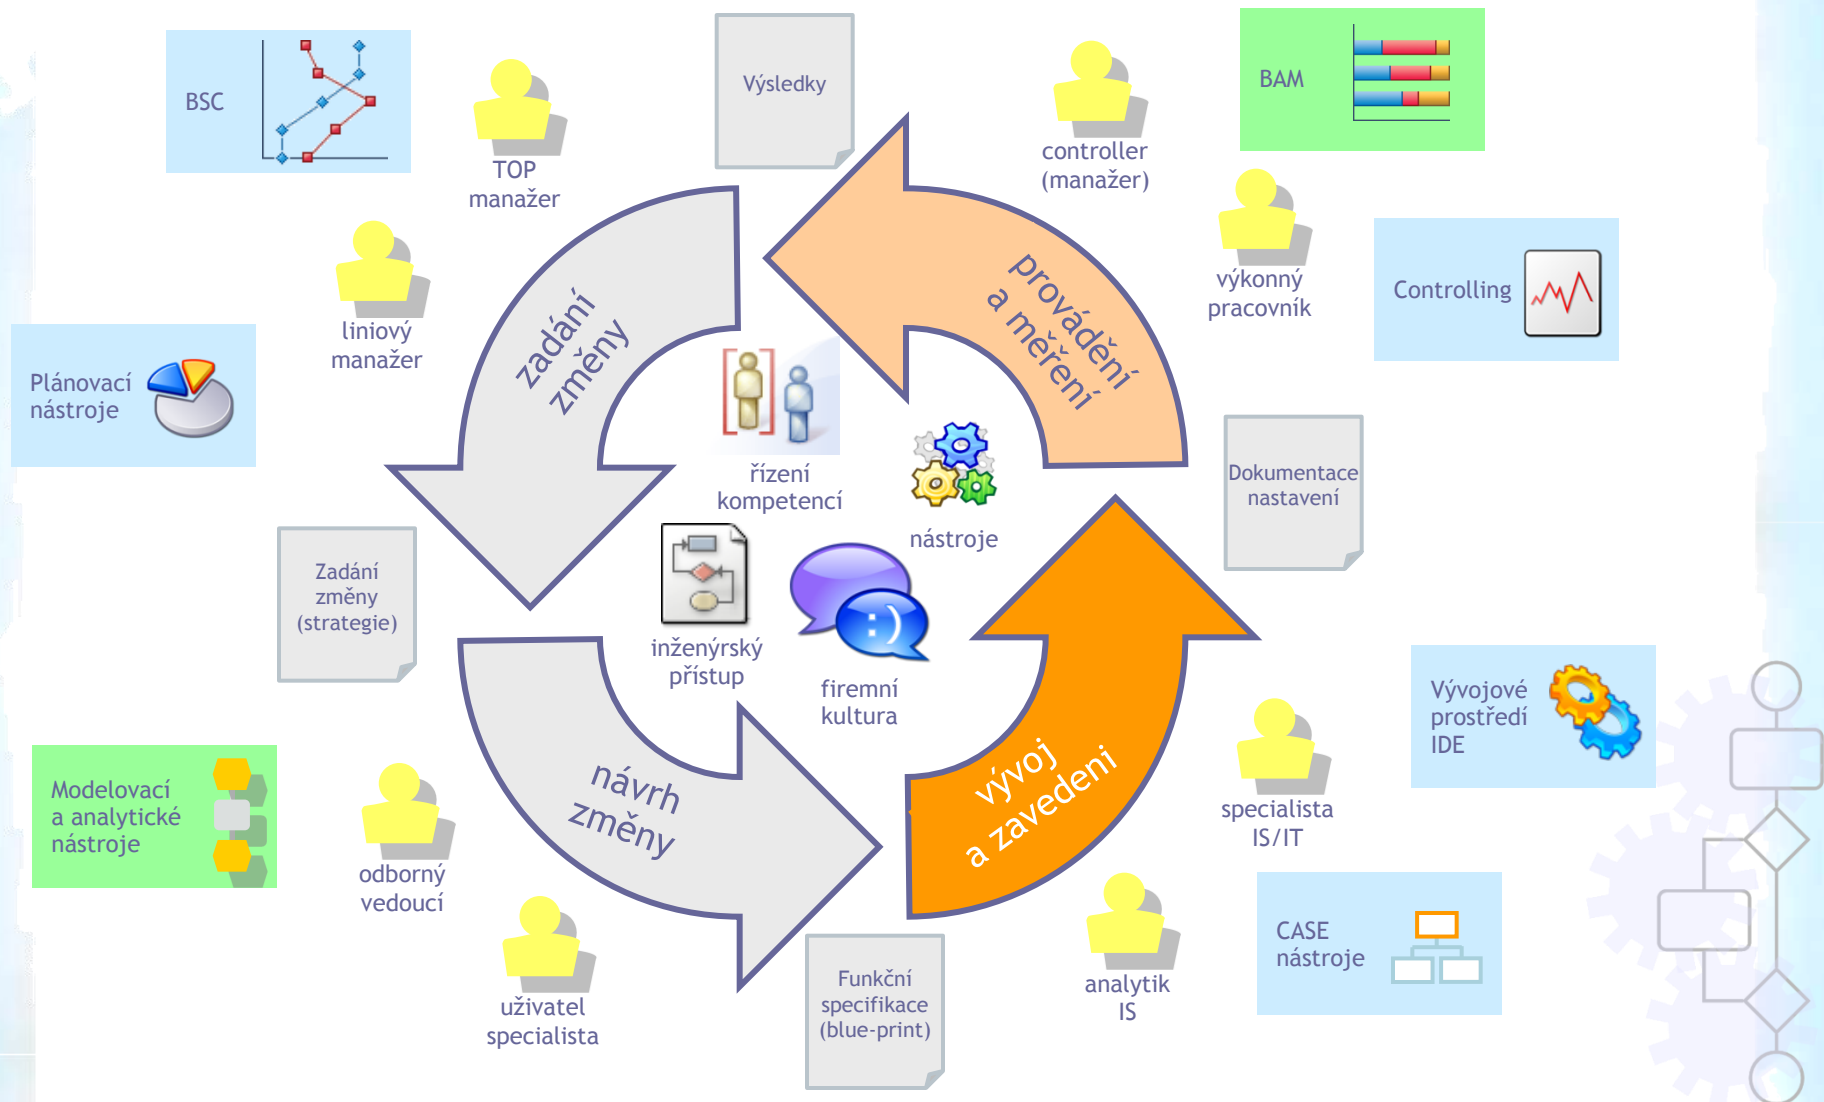 BSC
TOP
manažer
Výsledky
controller
(manažer)
BAM
liniový
manažer
výkonný
pracovník
Controlling
Plánovací
nástroje
zadání
změny
provádění
a měření
řízení
kompetencí
nástroje
Dokumentace
nastavení
Zadání
změny
(strategie)
inženýrský
přístup
:)
firemní
kultura
Vývojové
prostředí
IDE
Modelovací
a analytické
nástroje
odborný
vedoucí
návrh
změny
vývoj
a zavedeni
specialista
IS/IT
uživatel
specialista
Funkční
specifikace
(blue-print)
analytik
IS
CASE
nástroje